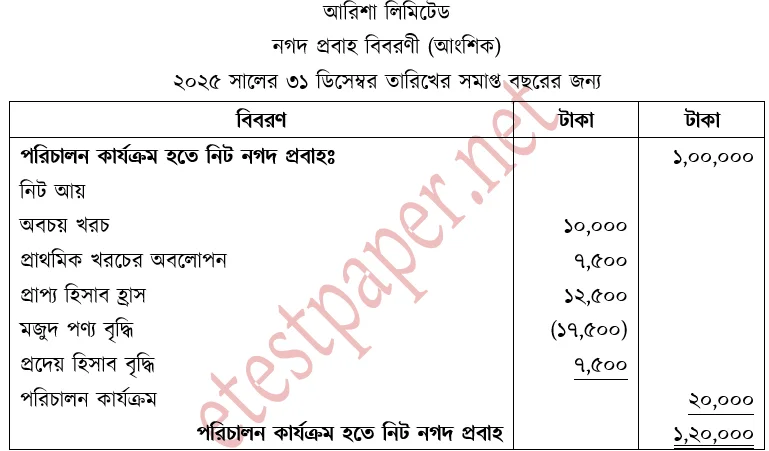 আরিশা লিমিটেড
নগদ প্রবাহ বিবরণী (আংশিক)
২০২৫ সালের ৩১ ডিসেম্বর তারিখের সমাপ্ত বছরের জন্য
বিবরণ টাকা টাকা
পরিচালন কার্যক্রম হতে নিট নগদ প্রবাহঃ ১,০০,০০০
নিট আয়
অবচয় খরচ ১০,০০০
প্রাথমিক খরচের অবলোপন ৭,৫০০
প্রাপ্য হিসাব হ্রাস ১২,৫০০
মজুদ পণ্য বৃদ্ধি (১৭,৫০০)
প্রদেয় হিসাব বৃদ্ধি ৭,৫০০
পরিচালন কার্যক্রম ২০,০০০
পরিচালন কার্যক্রম হতে নিট নগদ প্রবাহ ১,২০,০০০
etestpaper.net